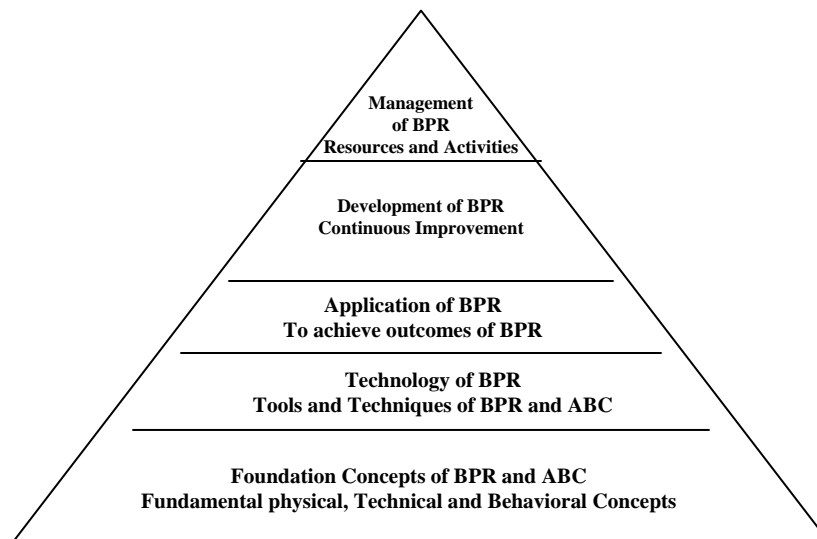 Management
of BPR
Resources and Activities
Development of BPR
Continuous Improvement
Application of BPR
To achieve outcomes of BPR
Technology of BPR
Tools and Techniques of BPR and ABC
Foundation Concepts of BPR and ABC
Fundamental physical, Technical and Behavioral Concepts